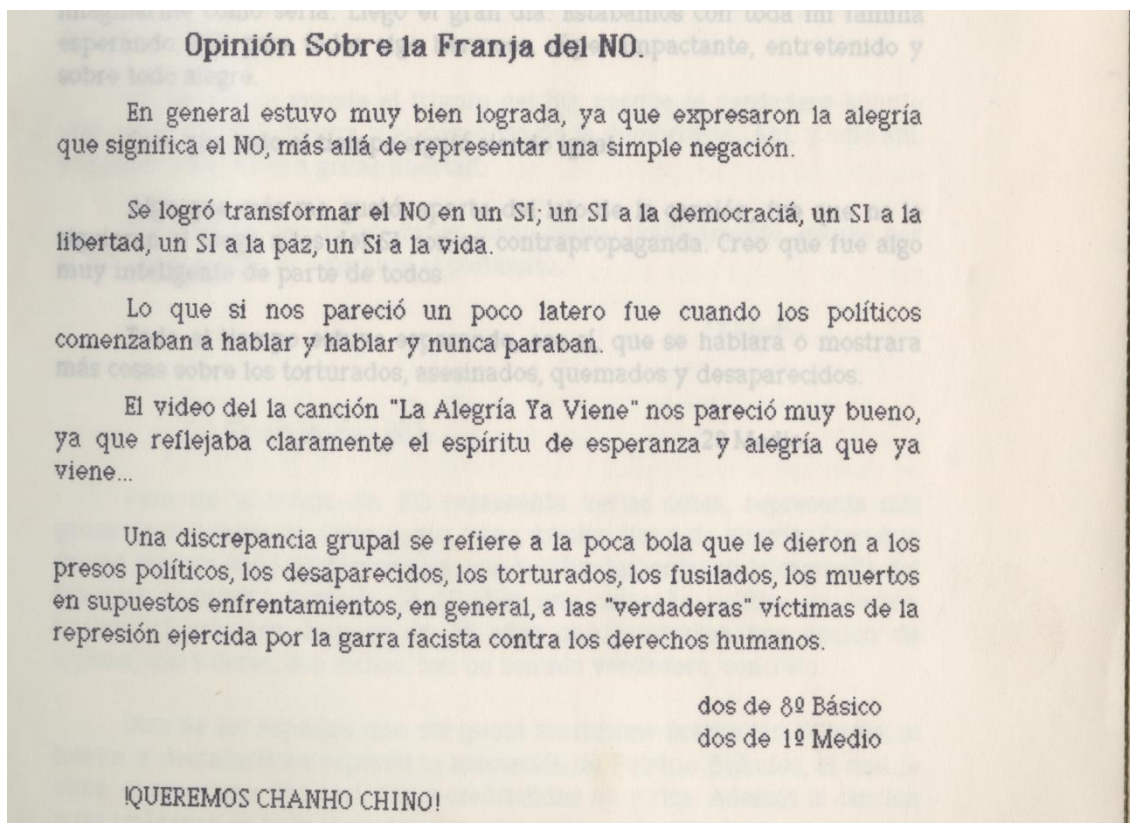 Opinión Sobre la Franja del NO.
En general estuvo muy bien lograda, ya que expresaron la alegría
que significa el NO, más allá de representar una simple negación.
Se logró transformar el NO en un SI; un SI a la democracia, un SI a la
libertad, un SI a la paz, un Si a la vida.
Lo que si nos pareció un poco latero fue cuando los políticos
comenzaban a hablar y hablar y nunca paraban.
El video del la canción "La Alegría Ya Viene" nos pareció muy bueno,
ya que reflejaba claramente el espíritu de esperanza y alegría que ya
viene...
Una discrepancia grupal se refiere a la poca bola que le dieron a los
presos políticos, los desaparecidos, los torturados, los fusilados, los muertos
en supuestos enfrentamientos, en general, a las "verdaderas" víctimas de la
represión ejercida por la garra facista contra los derechos humanos.
dos de 8º Básico
dos de 1º Medio
!QUEREMOS CHANHO CHINO!